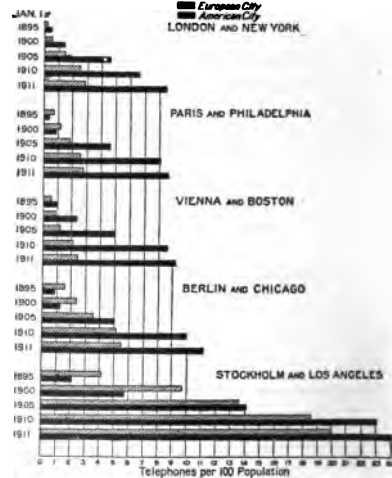 European City
American City
JAN. 1st
LONDON AND NEW YORK
1895
1900
1905
1910
1911
PARIS AND PHILADELPHIA
1895
1900
1905
1910
1911
VIENNA AND BOSTON
1895
1900
1905
1910
1911
BERLIN AND CHICAGO
1895
1900
1905
1910
1911
STOCKHOLM AND LOS ANGELES
1895
1900
1905
1910
1911
0 1 2 3 4 5 6 7 8 9 10 11 12 13 14 15 16 17 18 19 20 21 22 23
Telephones per 100 Population